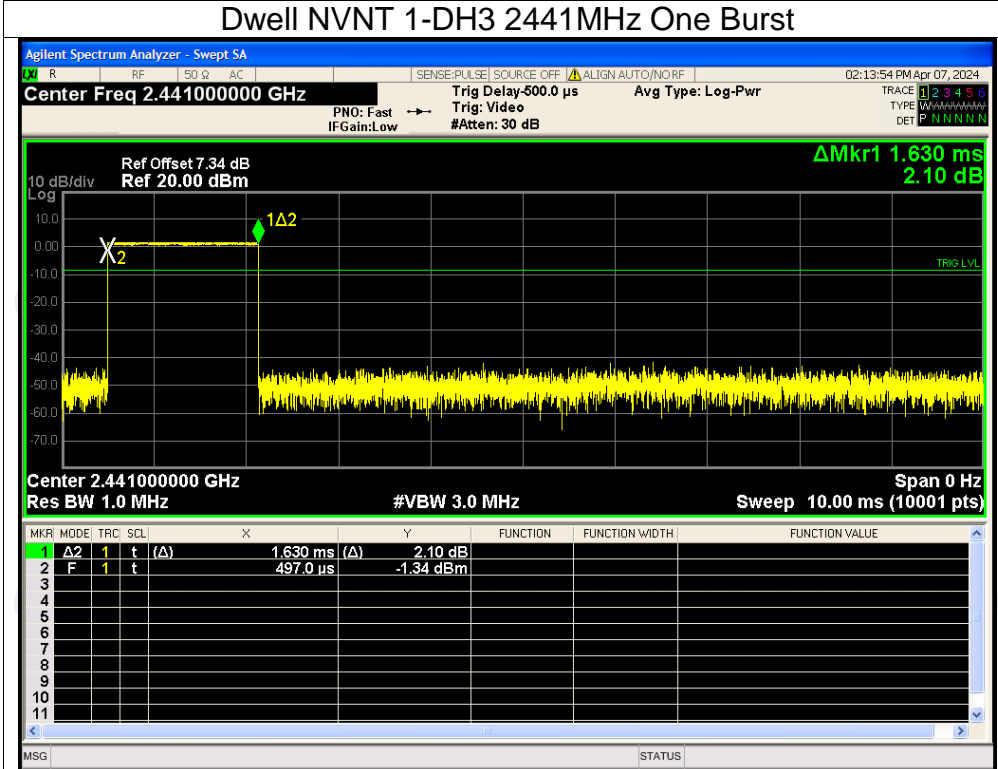 Dwell NVNT 1-DH3 2441MHz One Burst
Agilent Spectrum Analyzer - Swept SA
LXI R RF 50 Ω AC SENSE:PULSE SOURCE OFF ALIGN AUTO/NO RF 02:13:54 PM Apr 07, 2024
Center Freq 2.441000000 GHz
PNO: Fast
IFGain:Low
Trig Delay-500.0 µs
Trig: Video
#Atten: 30 dB
Avg Type: Log-Pwr
TRACE 1 2 3 4 5 6
TYPE WWWWWWW
DET P N N N N N
ΔMkr1 1.630 ms
2.10 dB
Ref Offset 7.34 dB
10 dB/div Ref 20.00 dBm
Log
10.0
0.00
-10.0
-20.0
-30.0
-40.0
-50.0
-60.0
-70.0
1Δ2
X2
TRIG LVL
Center 2.441000000 GHz Span 0 Hz
Res BW 1.0 MHz #VBW 3.0 MHz Sweep 10.00 ms (10001 pts)
MKR MODE TRC SCL X Y FUNCTION FUNCTION WIDTH FUNCTION VALUE
1 Δ2 1 t (Δ) 1.630 ms (Δ) 2.10 dB
2 F 1 t 497.0 µs -1.34 dBm
3
4
5
6
7
8
9
10
11
MSG STATUS